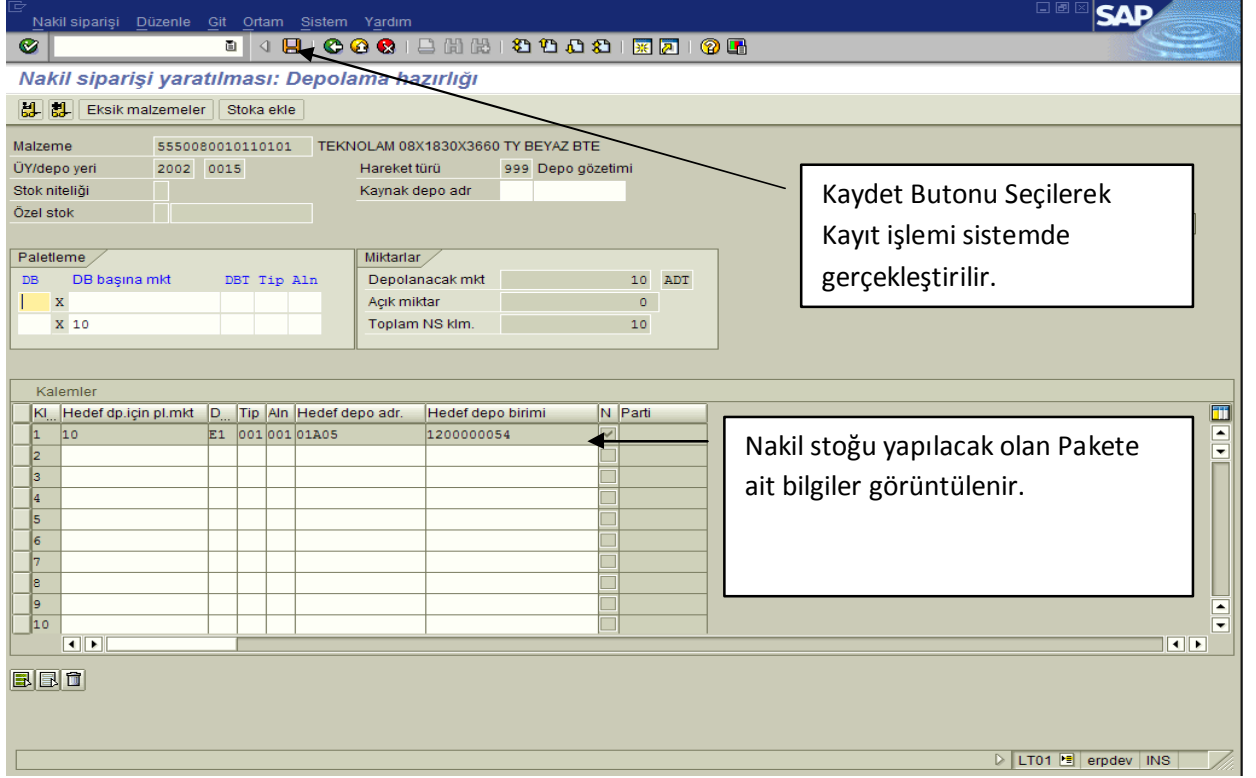 Nakil siparişi Düzenle Git Ortam Sistem Yardım
SAP
Nakil siparişi yaratılması: Depolama hazırlığı
Eksik malzemeler Stoka ekle
Malzeme 5550080010110101 TEKNOLAM 08X1830X3660 TY BEYAZ BTE
ÜY/depo yeri 2002 0015 Hareket türü 999 Depo gözetimi
Stok niteliği Kaynak depo adr
Özel stok
Kaydet Butonu Seçilerek
Kayıt işlemi sistemde
gerçekleştirilir.
Paletleme Miktarlar
DB DB başına mkt DBT Tip Aln Depolanacak mkt 10 ADT
X Açık miktar 0
X 10 Toplam NS klm. 10
Kalemler
Kl... Hedef dp.için pl.mkt D... Tip Aln Hedef depo adr. Hedef depo birimi N Parti
1 10 E1 001 001 01A05 1200000054
2
3
4
5
6
7
8
9
10
Nakil stoğu yapılacak olan Pakete
ait bilgiler görüntülenir.
LT01 erpdev INS